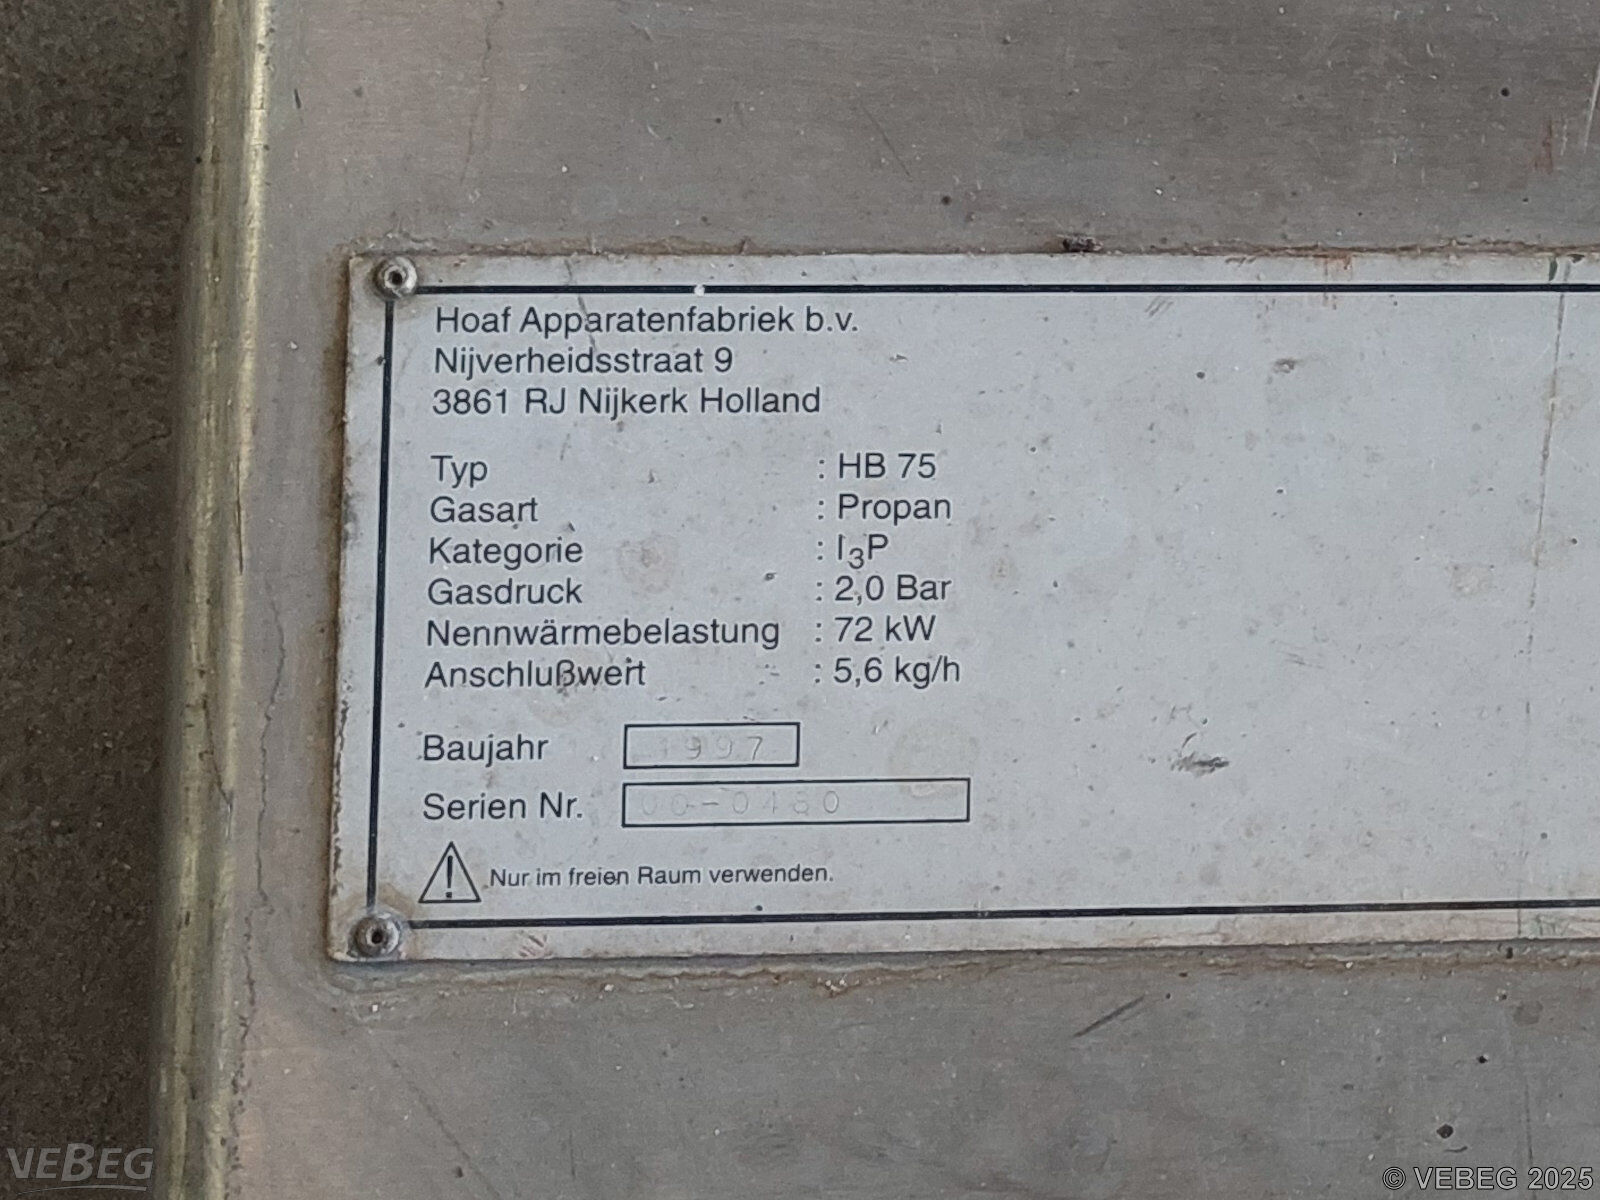 Hoaf Apparatenfabriek b.v.
Nijverheidsstraat 9
3861 RJ Nijkerk Holland
Typ : HB 75
Gasart : Propan
Kategorie : I₃P
Gasdruck : 2,0 Bar
Nennwärmebelastung : 72 kW
Anschlußwert : 5,6 kg/h
Baujahr 1997
Serien Nr.
Nur im freien Raum verwenden.
VEBEG
© VEBEG 2025